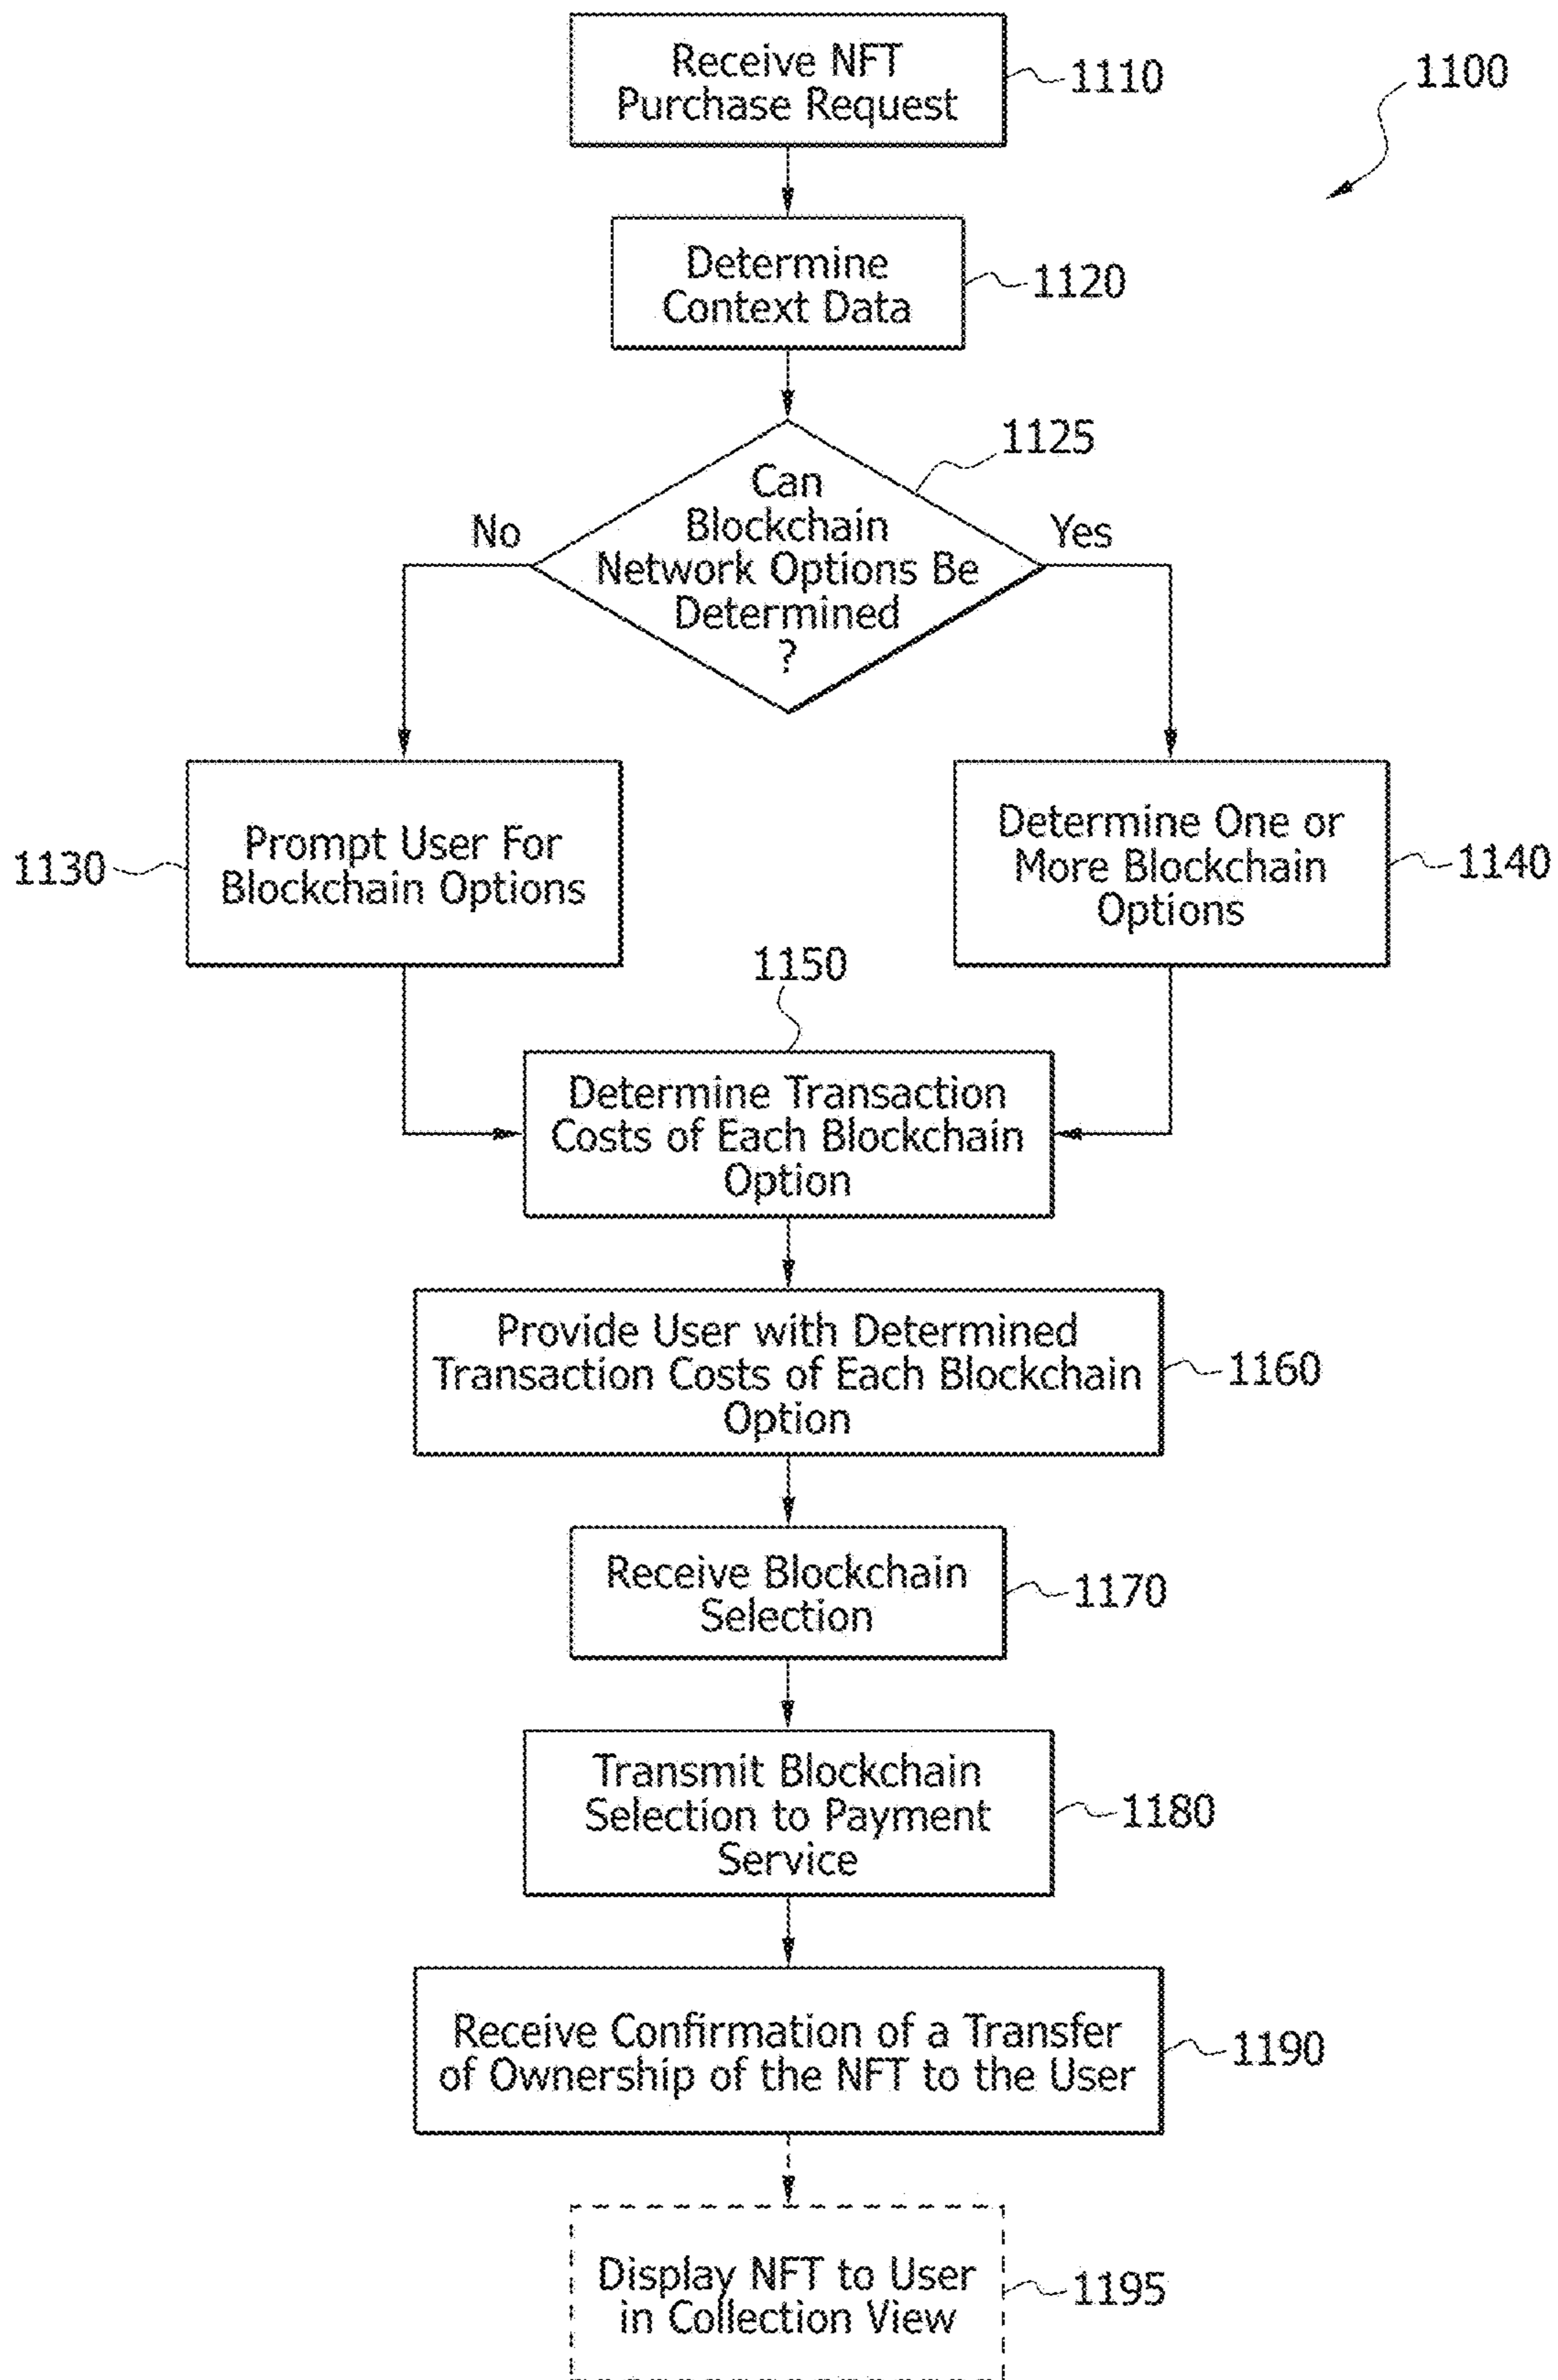 Receive NFT
Purchase Request
1110
1100
Determine
Context Data
1120
1125
Can
Blockchain
Network Options Be
Determined
?
No
Yes
Prompt User For
Blockchain Options
1130
Determine One or
More Blockchain
Options
1140
1150
Determine Transaction
Costs of Each Blockchain
Option
Provide User with Determined
Transaction Costs of Each Blockchain
Option
1160
Receive Blockchain
Selection
1170
Transmit Blockchain
Selection to Payment
Service
1180
Receive Confirmation of a Transfer
of Ownership of the NFT to the User
1190
Display NFT to User
in Collection View
1195